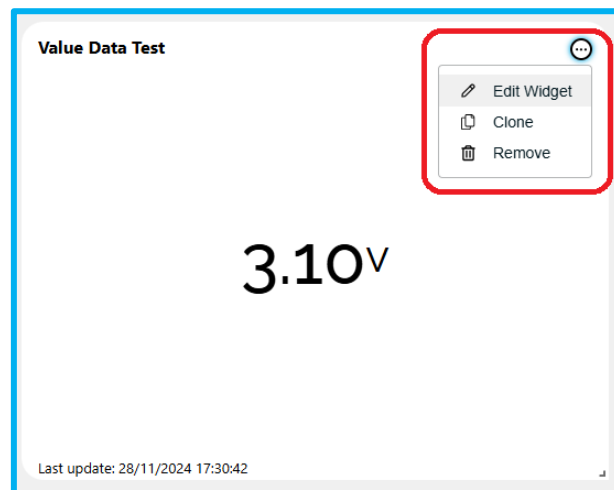 Value Data Test
Edit Widget
Clone
Remove
3.10V
Last update: 28/11/2024 17:30:42